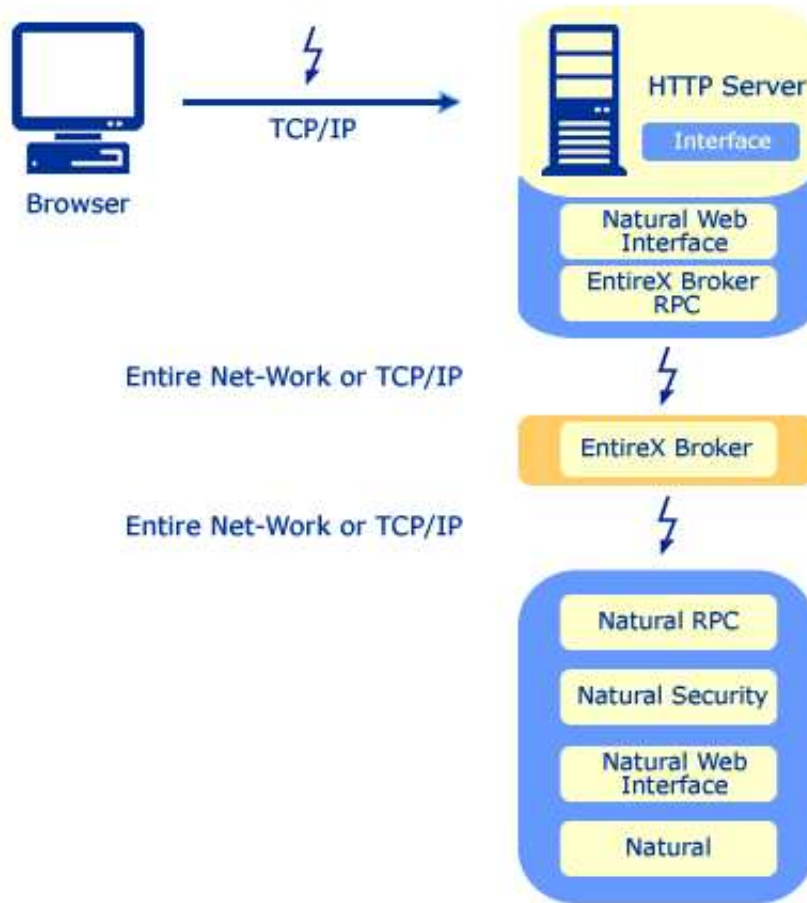 TCP/IP
Browser
HTTP Server
Interface
Natural Web
Interface
EntireX Broker
RPC
Entire Net-Work or TCP/IP
EntireX Broker
Entire Net-Work or TCP/IP
Natural RPC
Natural Security
Natural Web
Interface
Natural